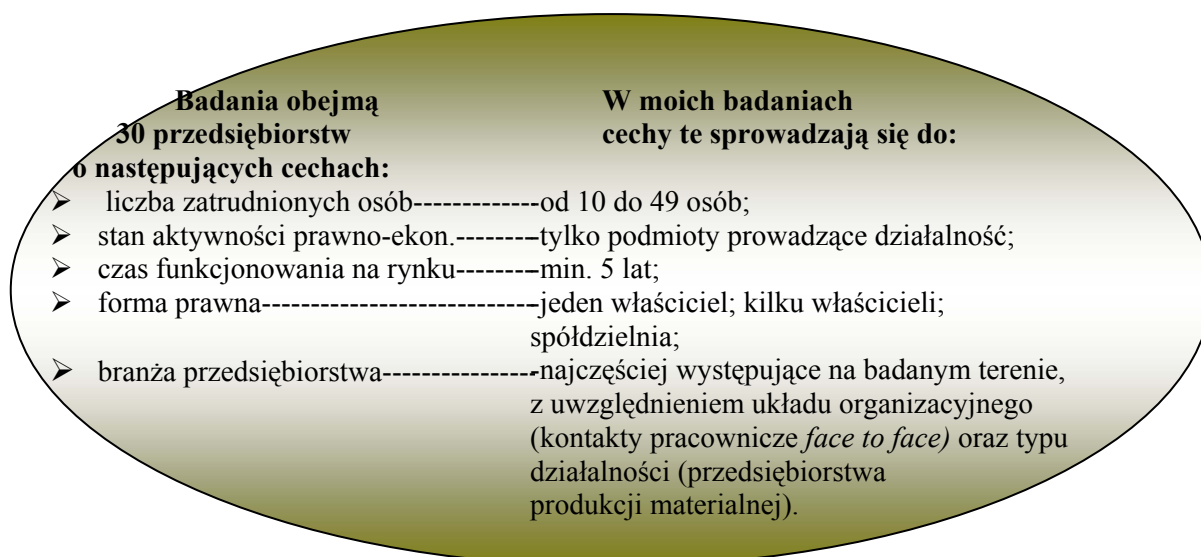 Badania obejmą W moich badaniach
30 przedsiębiorstw cechy te sprowadzają się do:
o następujących cechach:
➢ liczba zatrudnionych osób-------------od 10 do 49 osób;
➢ stan aktywności prawno-ekon.---------tylko podmioty prowadzące działalność;
➢ czas funkcjonowania na rynku---------min. 5 lat;
➢ forma prawna-----------------------------jeden właściciel; kilku właścicieli;
spółdzielnia;
➢ branża przedsiębiorstwa-----------------najczęściej występujące na badanym terenie,
z uwzględnieniem układu organizacyjnego
(kontakty pracownicze face to face) oraz typu
działalności (przedsiębiorstwa
produkcji materialnej).